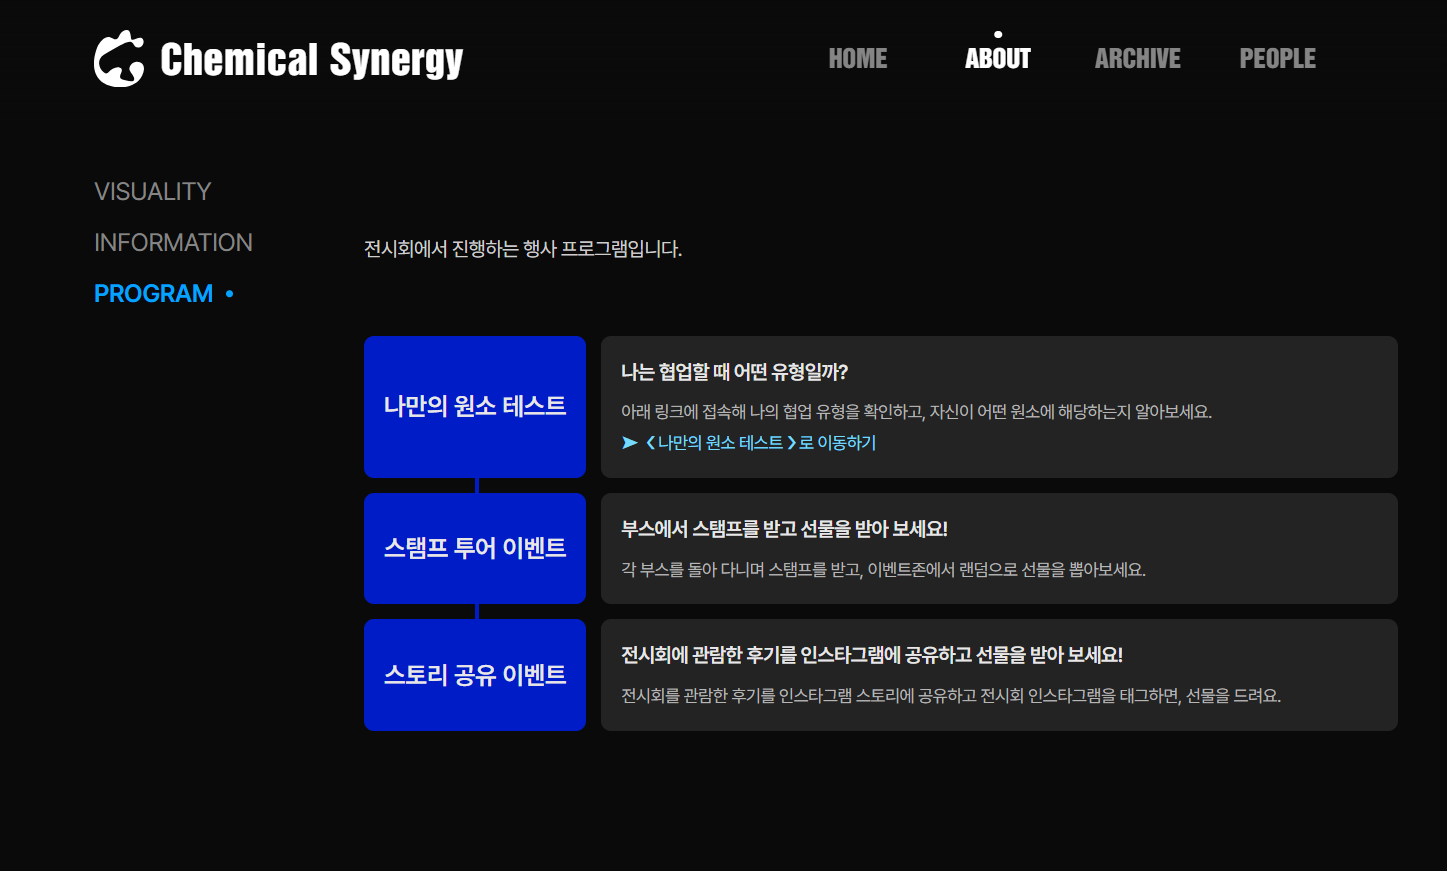 Chemical Synergy
HOME
ABOUT
ARCHIVE
PEOPLE
VISUALITY
INFORMATION
PROGRAM
전시회에서 진행하는 행사 프로그램입니다.
나만의 원소 테스트
나는 협업할 때 어떤 유형일까?
아래 링크에 접속해 나의 협업 유형을 확인하고, 자신이 어떤 원소에 해당하는지 알아보세요.
➤ ❮ 나만의 원소 테스트 ❯ 로 이동하기
스탬프 투어 이벤트
부스에서 스탬프를 받고 선물을 받아 보세요!
각 부스를 돌아 다니며 스탬프를 받고, 이벤트존에서 랜덤으로 선물을 뽑아보세요.
스토리 공유 이벤트
전시회에 관람한 후기를 인스타그램에 공유하고 선물을 받아 보세요!
전시회를 관람한 후기를 인스타그램 스토리에 공유하고 전시회 인스타그램을 태그하면, 선물을 드려요.